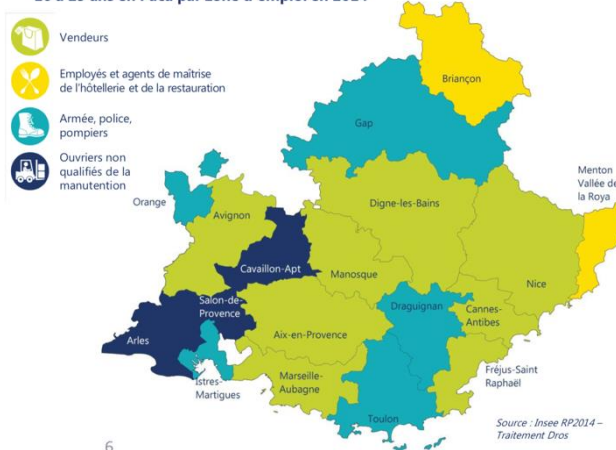 Vendeurs
Employés et agents de maîtrise
de l'hôtellerie et de la restauration
Armée, police,
pompiers
Ouvriers non
qualifiés de la
manutention
Briançon
Gap
Menton
Vallée de
la Roya
Orange
Avignon
Digne-les-Bains
Cavaillon-Apt
Manosque
Nice
Salon-de-
Provence
Draguignan
Cannes-
Antibes
Arles
Aix-en-Provence
Istres-
Martigues
Marseille-
Aubagne
Fréjus-Saint
Raphaël
Toulon
Source : Insee RP2014 –
Traitement Dros
6